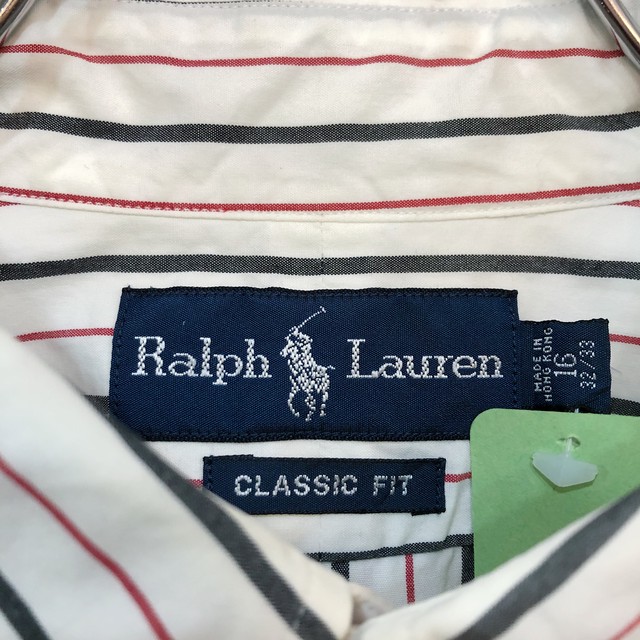 Ralph Lauren
MADE IN
HONG KONG
16
32/33
CLASSIC FIT